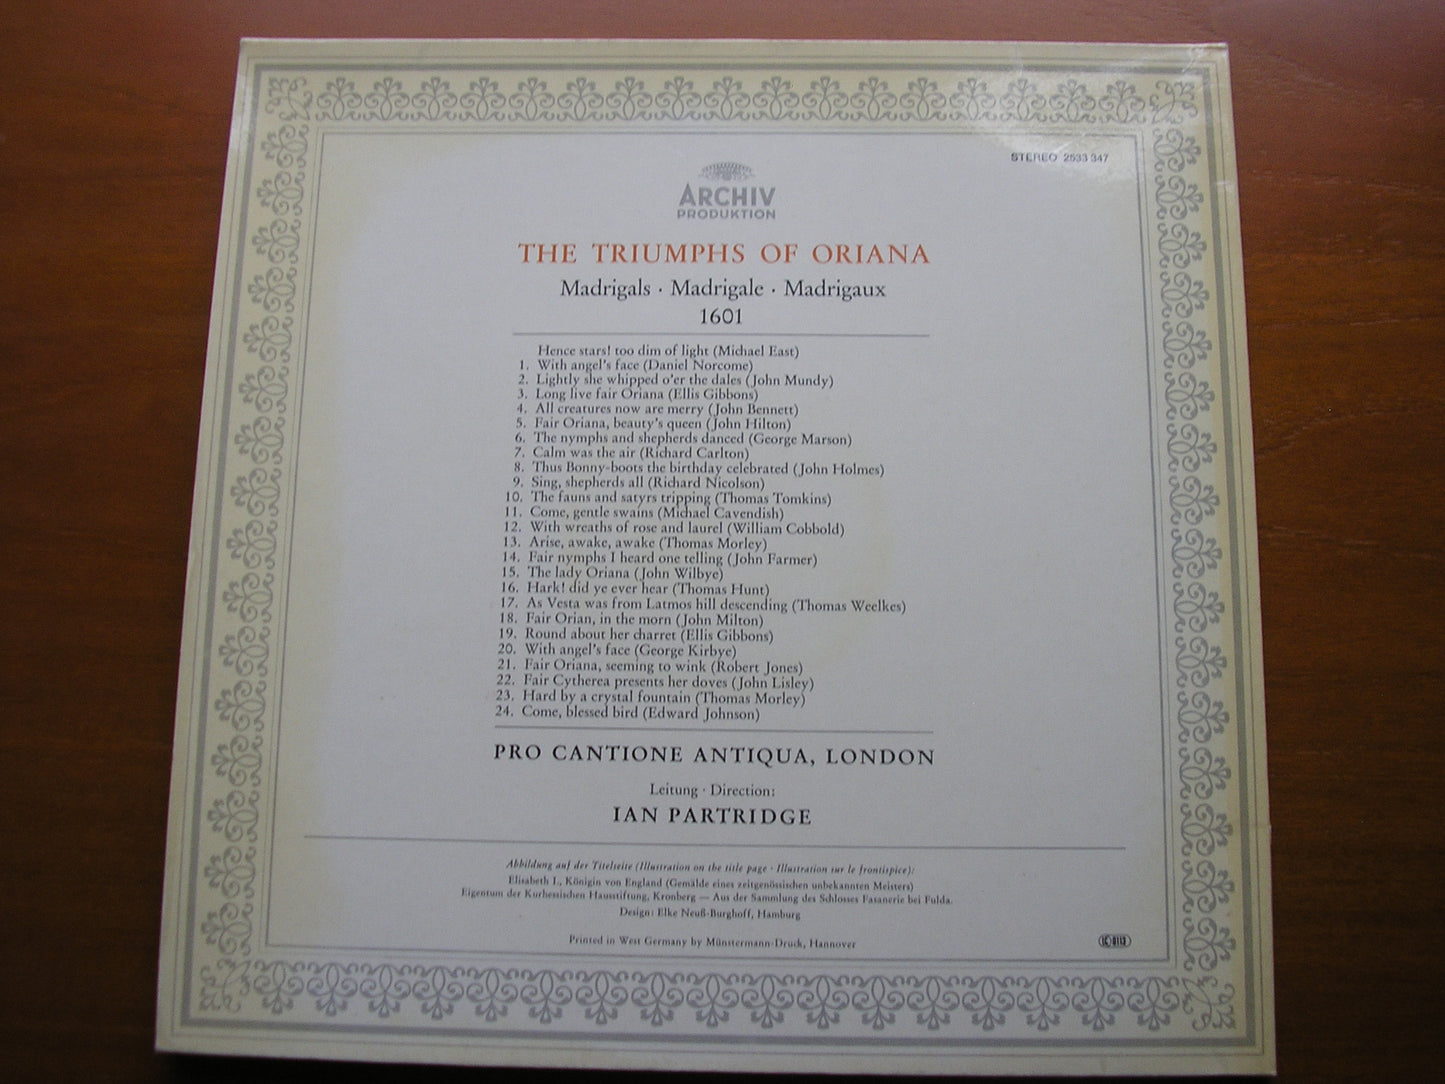 STEREO 2533 347
ARCHIV
PRODUKTION
THE TRIUMPHS OF ORIANA
Madrigals · Madrigale · Madrigaux
1601
Hence stars! too dim of light (Michael East)
1. With angel's face (Daniel Norcome)
2. Lightly she whipped o'er the dales (John Mundy)
3. Long live fair Oriana (Ellis Gibbons)
4. All creatures now are merry (John Bennett)
5. Fair Oriana, beauty's queen (John Hilton)
6. The nymphs and shepherds danced (George Marson)
7. Calm was the air (Richard Carlton)
8. Thus Bonny-boots the birthday celebrated (John Holmes)
9. Sing, shepherds all (Richard Nicolson)
10. The fauns and satyrs tripping (Thomas Tomkins)
11. Come, gentle swains (Michael Cavendish)
12. With wreaths of rose and laurel (William Cobbold)
13. Arise, awake, awake (Thomas Morley)
14. Fair nymphs I heard one telling (John Farmer)
15. The lady Oriana (John Wilbye)
16. Hark! did ye ever hear (Thomas Hunt)
17. As Vesta was from Latmos hill descending (Thomas Weelkes)
18. Fair Orian, in the morn (John Milton)
19. Round about her charret (Ellis Gibbons)
20. With angel's face (George Kirbye)
21. Fair Oriana, seeming to wink (Robert Jones)
22. Fair Cytherea presents her doves (John Lisley)
23. Hard by a crystal fountain (Thomas Morley)
24. Come, blessed bird (Edward Johnson)
PRO CANTIONE ANTIQUA, LONDON
Leitung · Direction:
IAN PARTRIDGE
Abbildung auf der Titelseite (Illustration on the title page · Illustration sur le frontispice):
Elisabeth I., Königin von England (Gemälde eines zeitgenössischen unbekannten Meisters)
Eigentum der Kurhessischen Hausstiftung, Kronberg — Aus der Sammlung des Schlosses Fasanerie bei Fulda.
Design: Elke Neuß-Burghoff, Hamburg
Printed in West Germany by Münstermann-Druck, Hannover